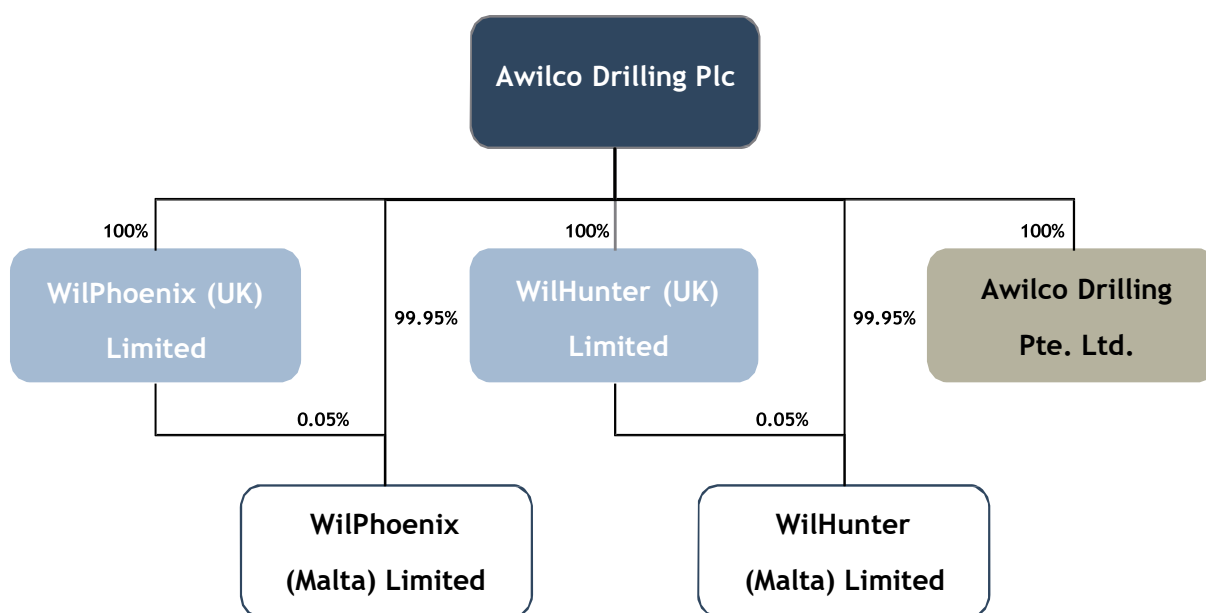 Awilco Drilling Plc
100%
100%
100%
WilPhoenix (UK)
Limited
99.95%
WilHunter (UK)
Limited
99.95%
Awilco Drilling
Pte. Ltd.
0.05%
0.05%
WilPhoenix
(Malta) Limited
WilHunter
(Malta) Limited